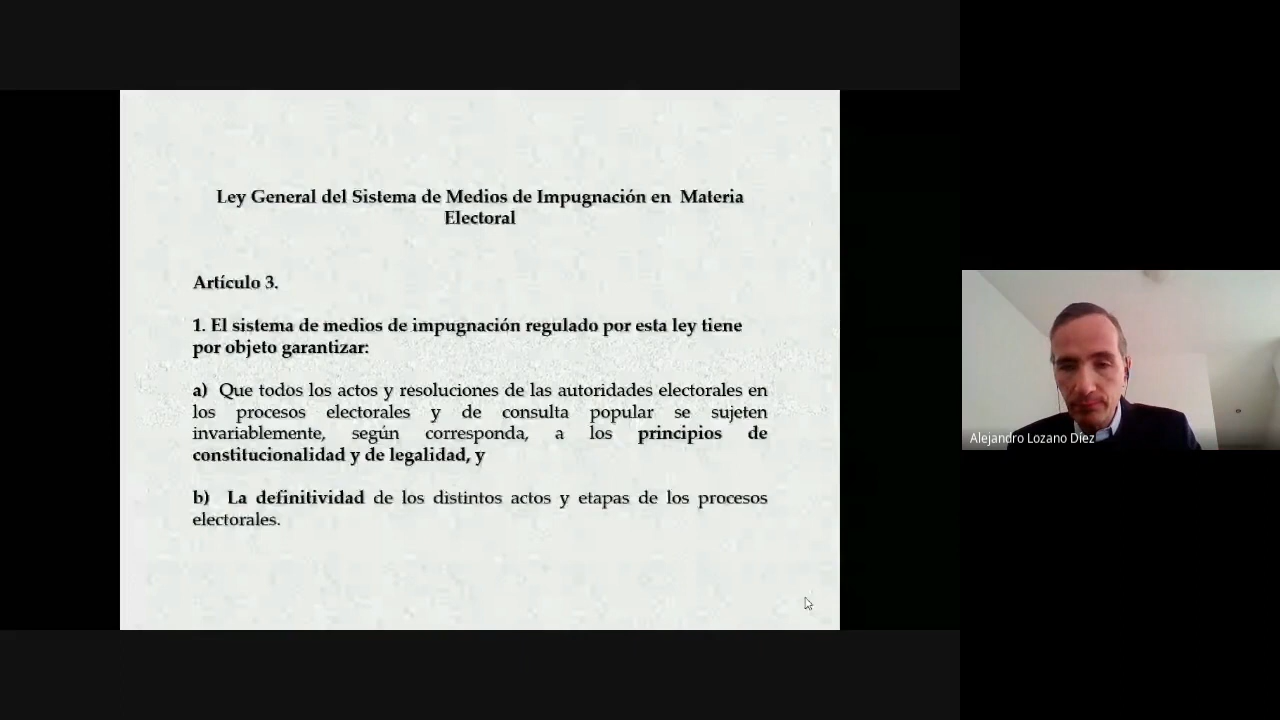 Ley General del Sistema de Medios de Impugnación en Materia
Electoral
Artículo 3.
1. El sistema de medios de impugnación regulado por esta ley tiene
por objeto garantizar:
a) Que todos los actos y resoluciones de las autoridades electorales en
los procesos electorales y de consulta popular se sujeten
invariablemente, según corresponda, a los principios de
constitucionalidad y de legalidad, y
b) La definitividad de los distintos actos y etapas de los procesos
electorales.
Alejandro Lozano Díez